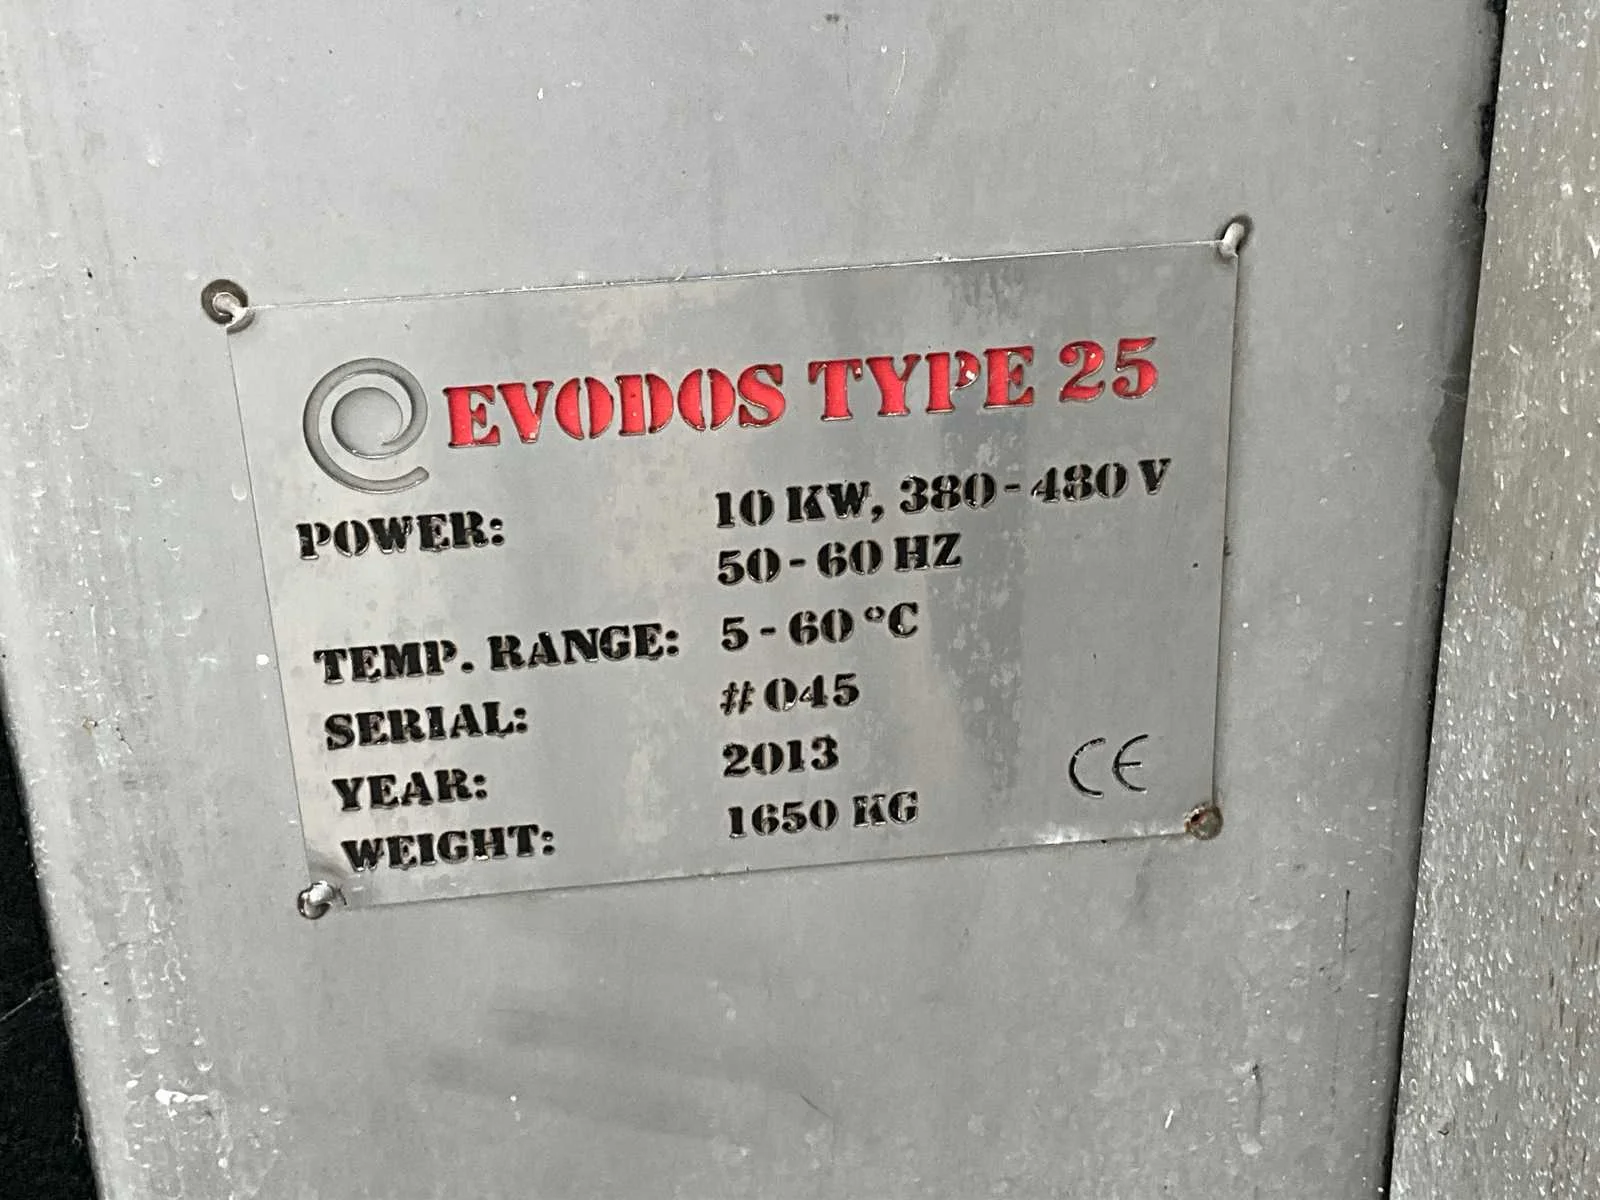 EVODOS TYPE 25
POWER: 10 KW, 380-480 V
50-60 HZ
TEMP. RANGE: 5-60 °C
SERIAL: # 045
YEAR: 2013
WEIGHT: 1650 KG
CE